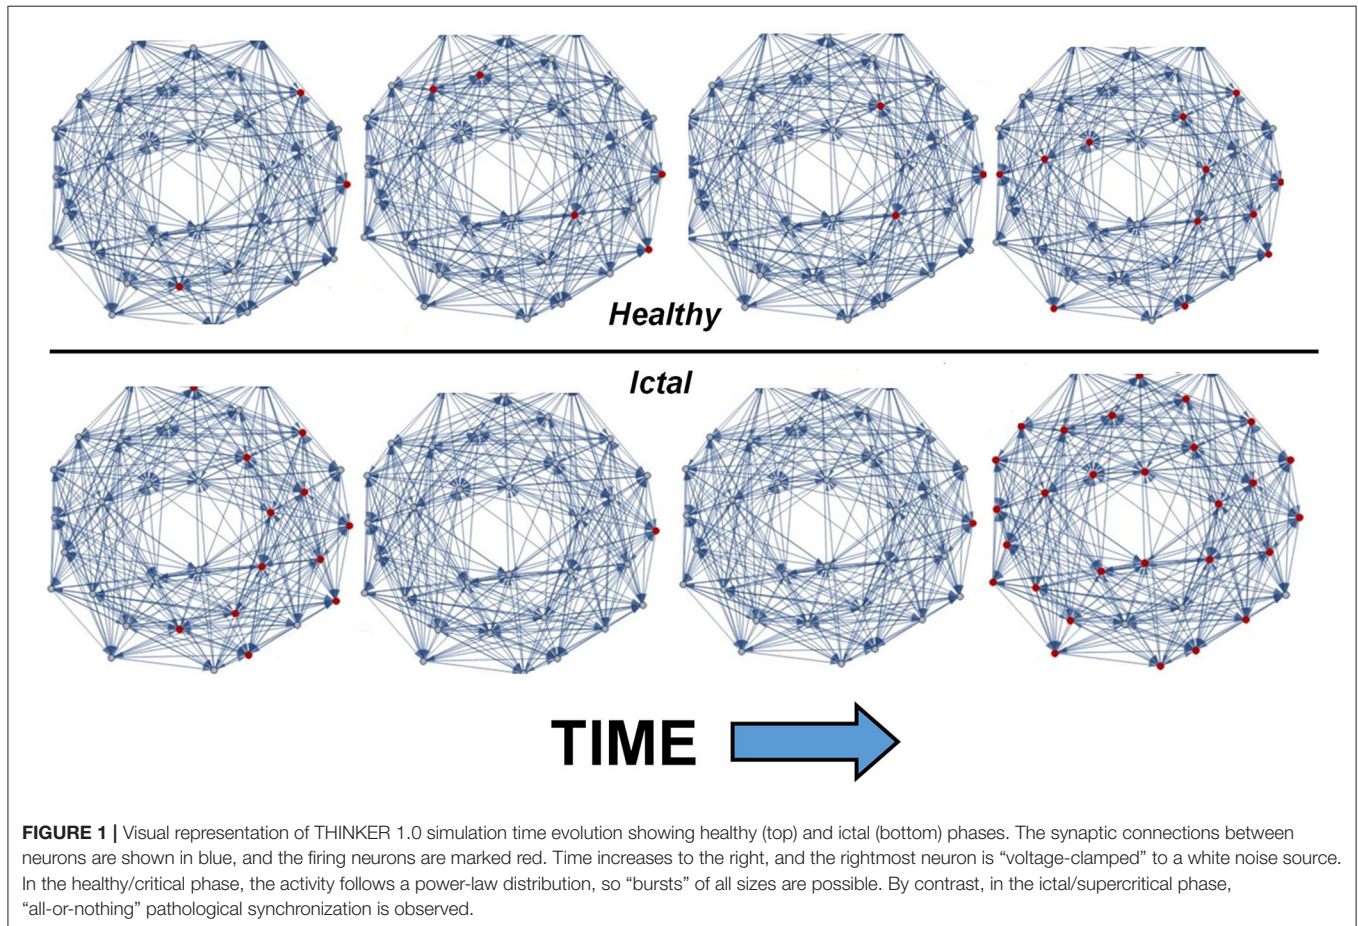 Healthy
Ictal
TIME
FIGURE 1 | Visual representation of THINKER 1.0 simulation time evolution showing healthy (top) and ictal (bottom) phases. The synaptic connections between
neurons are shown in blue, and the firing neurons are marked red. Time increases to the right, and the rightmost neuron is “voltage-clamped” to a white noise source.
In the healthy/critical phase, the activity follows a power-law distribution, so “bursts” of all sizes are possible. By contrast, in the ictal/supercritical phase,
“all-or-nothing” pathological synchronization is observed.